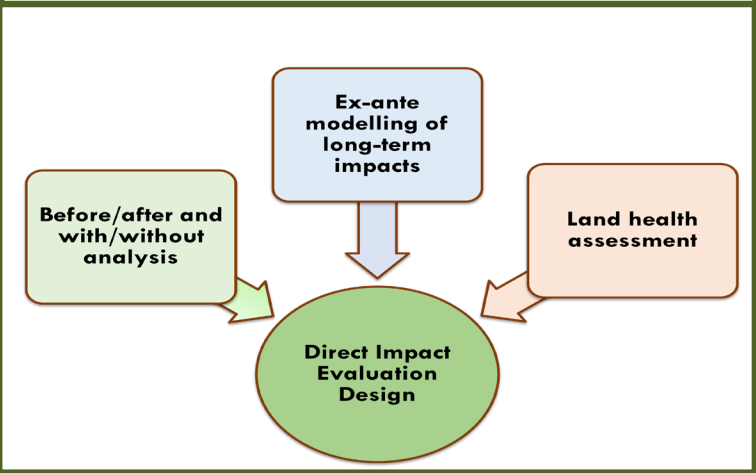 Ex-ante
modelling of
long-term
impacts
Before/after and
with/without
analysis
Land health
assessment
Direct Impact
Evaluation
Design